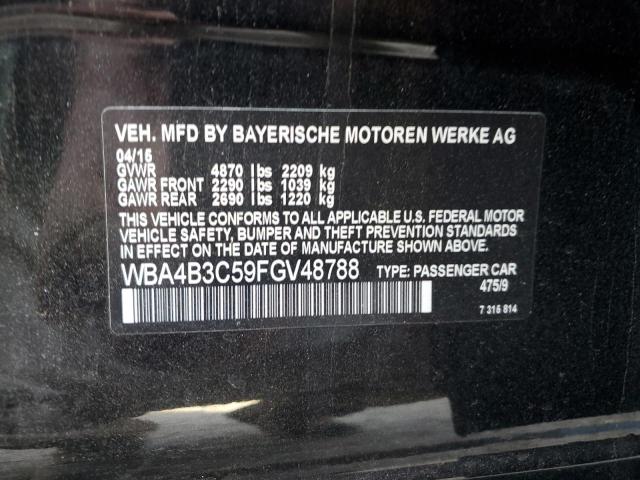 VEH. MFD BY BAYERISCHE MOTOREN WERKE AG
04/15
GVWR 4870 lbs 2209 kg
GAWR FRONT 2290 lbs 1039 kg
GAWR REAR 2690 lbs 1220 kg
THIS VEHICLE CONFORMS TO ALL APPLICABLE U.S. FEDERAL MOTOR
VEHICLE SAFETY, BUMPER AND THEFT PREVENTION STANDARDS
IN EFFECT ON THE DATE OF MANUFACTURE SHOWN ABOVE.
WBA4B3C59FGV48788 TYPE: PASSENGER CAR
475/9
7 315 814